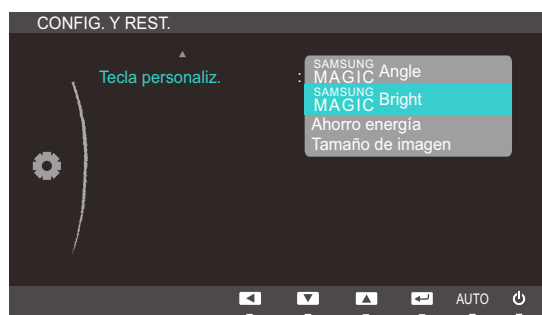 CONFIG. Y REST.
Tecla personaliz. : SAMSUNG MAGIC Angle
SAMSUNG MAGIC Bright
Ahorro energía
Tamaño de imagen
AUTO